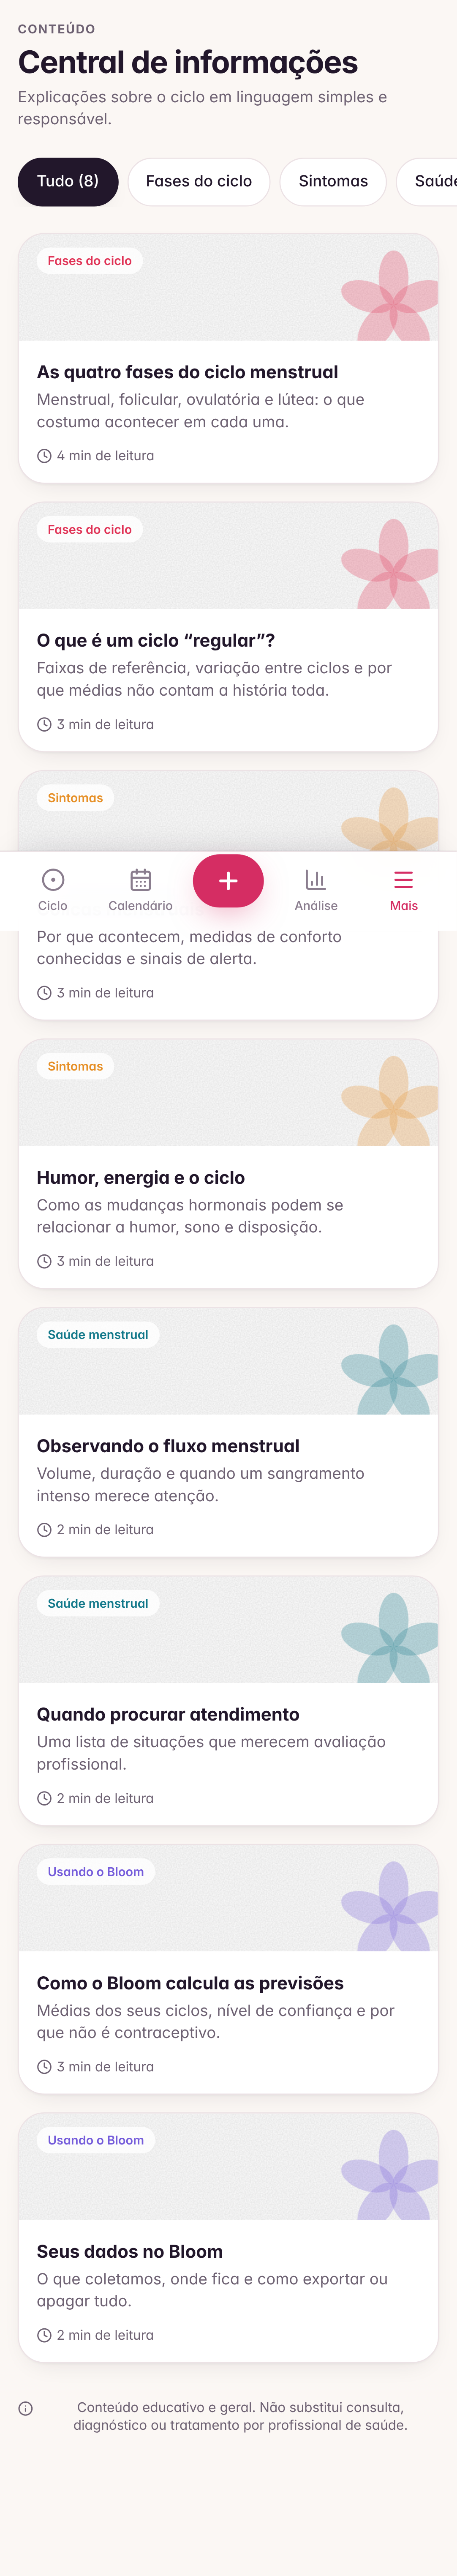 CONTEÚDO
Central de informações
Explicações sobre o ciclo em linguagem simples e
responsável.
Tudo (8)
Fases do ciclo
Sintomas
Saúde
Fases do ciclo
As quatro fases do ciclo menstrual
Menstrual, folicular, ovulatória e lútea: o que
costuma acontecer em cada uma.
4 min de leitura
Fases do ciclo
O que é um ciclo “regular”?
Faixas de referência, variação entre ciclos e por
que médias não contam a história toda.
3 min de leitura
Sintomas
Ciclo
Calendário
Análise
Mais
Por que acontecem, medidas de conforto
conhecidas e sinais de alerta.
3 min de leitura
Sintomas
Humor, energia e o ciclo
Como as mudanças hormonais podem se
relacionar a humor, sono e disposição.
3 min de leitura
Saúde menstrual
Observando o fluxo menstrual
Volume, duração e quando um sangramento
intenso merece atenção.
2 min de leitura
Saúde menstrual
Quando procurar atendimento
Uma lista de situações que merecem avaliação
profissional.
2 min de leitura
Usando o Bloom
Como o Bloom calcula as previsões
Médias dos seus ciclos, nível de confiança e por
que não é contraceptivo.
3 min de leitura
Usando o Bloom
Seus dados no Bloom
O que coletamos, onde fica e como exportar ou
apagar tudo.
2 min de leitura
Conteúdo educativo e geral. Não substitui consulta,
diagnóstico ou tratamento por profissional de saúde.